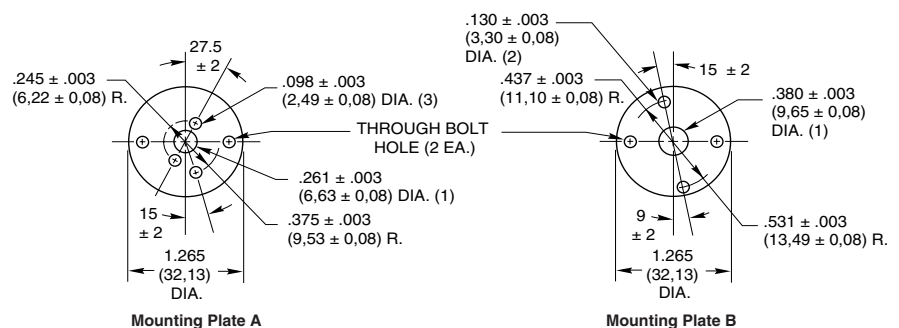 27.5
± 2
.245 ± .003
(6,22 ± 0,08) R.
.098 ± .003
(2,49 ± 0,08) DIA. (3)
THROUGH BOLT
HOLE (2 EA.)
.261 ± .003
(6,63 ± 0,08) DIA. (1)
.375 ± .003
(9,53 ± 0,08) R.
15
± 2
1.265
(32,13)
DIA.
Mounting Plate A
.130 ± .003
(3,30 ± 0,08)
DIA. (2)
15 ± 2
.437 ± .003
(11,10 ± 0,08) R.
.380 ± .003
(9,65 ± 0,08)
DIA. (1)
9
± 2
.531 ± .003
(13,49 ± 0,08) R.
1.265
(32,13)
DIA.
Mounting Plate B